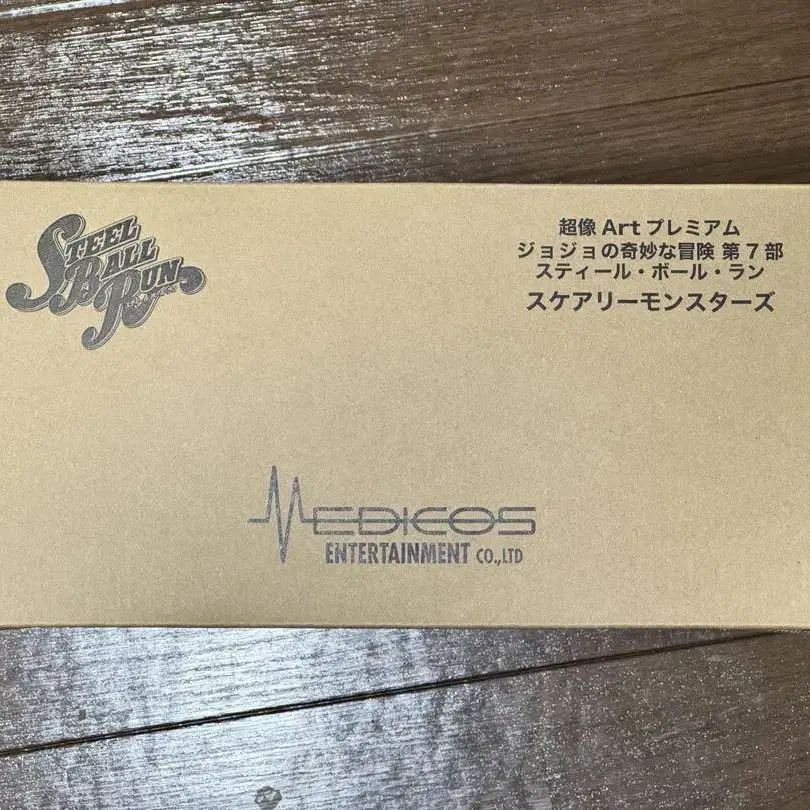 STEEL
BALL
RUN
超像 Art プレミアム
ジョジョの奇妙な冒険 第7部
スティール・ボール・ラン
スケアリーモンスターズ
MEDICOS
ENTERTAINMENT CO.,LTD